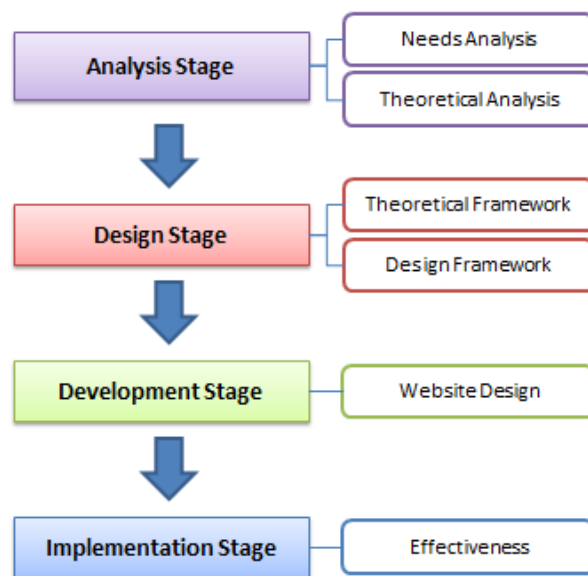 Analysis Stage
Needs Analysis
Theoretical Analysis
Design Stage
Theoretical Framework
Design Framework
Development Stage
Website Design
Implementation Stage
Effectiveness